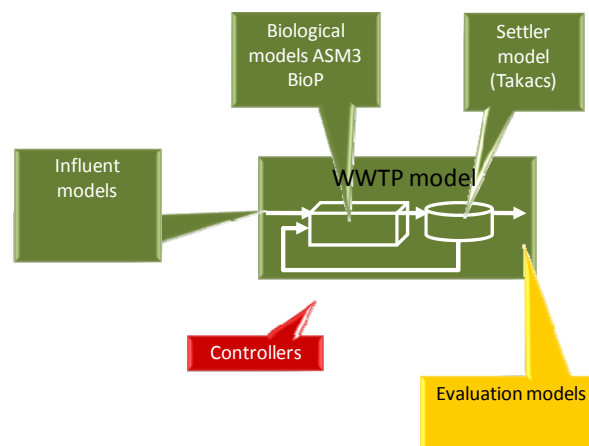 Biological
models ASM3
BioP
Settler
model
(Takacs)
Influent
models
WWTP model
Controllers
Evaluation models